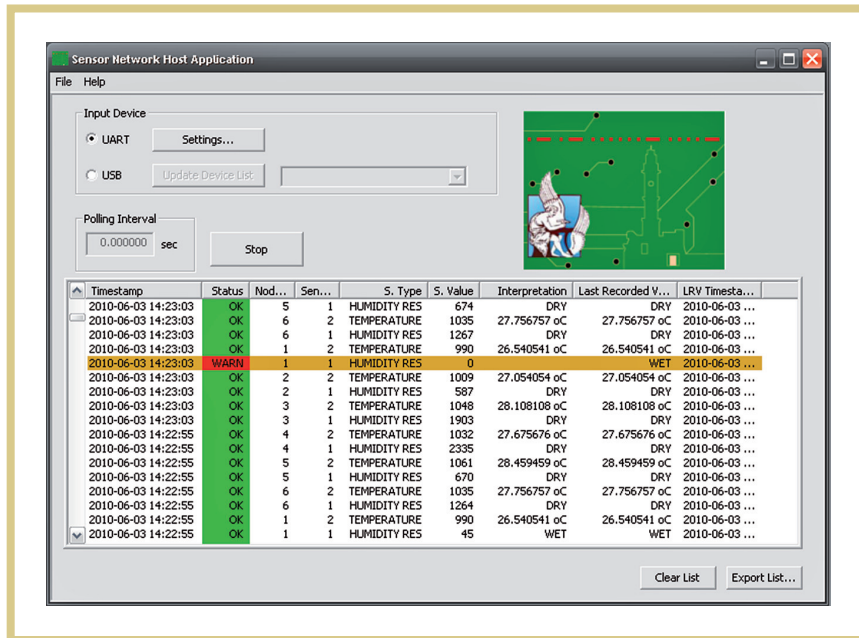 Sensor Network Host Application
File Help
Input Device
UART Settings...
USB Update Device List
Polling Interval
0.000000 sec Stop
Timestamp Status Nod... Sen... S. Type S. Value Interpretation Last Recorded V... LRV Timesta...
2010-06-03 14:23:03 OK 5 1 HUMIDITY RES 674 DRY DRY 2010-06-03 ...
2010-06-03 14:23:03 OK 6 2 TEMPERATURE 1035 27.756757 oC 27.756757 oC 2010-06-03 ...
2010-06-03 14:23:03 OK 6 1 HUMIDITY RES 1267 DRY DRY 2010-06-03 ...
2010-06-03 14:23:03 OK 1 2 TEMPERATURE 990 26.540541 oC 26.540541 oC 2010-06-03 ...
2010-06-03 14:23:03 WARN 1 1 HUMIDITY RES 0 WET 2010-06-03 ...
2010-06-03 14:23:03 OK 2 2 TEMPERATURE 1009 27.054054 oC 27.054054 oC 2010-06-03 ...
2010-06-03 14:23:03 OK 2 1 HUMIDITY RES 587 DRY DRY 2010-06-03 ...
2010-06-03 14:23:03 OK 3 2 TEMPERATURE 1048 28.108108 oC 28.108108 oC 2010-06-03 ...
2010-06-03 14:23:03 OK 3 1 HUMIDITY RES 1903 DRY DRY 2010-06-03 ...
2010-06-03 14:22:55 OK 4 2 TEMPERATURE 1032 27.675676 oC 27.675676 oC 2010-06-03 ...
2010-06-03 14:22:55 OK 4 1 HUMIDITY RES 2335 DRY DRY 2010-06-03 ...
2010-06-03 14:22:55 OK 5 2 TEMPERATURE 1061 28.459459 oC 28.459459 oC 2010-06-03 ...
2010-06-03 14:22:55 OK 5 1 HUMIDITY RES 670 DRY DRY 2010-06-03 ...
2010-06-03 14:22:55 OK 6 2 TEMPERATURE 1035 27.756757 oC 27.756757 oC 2010-06-03 ...
2010-06-03 14:22:55 OK 6 1 HUMIDITY RES 1264 DRY DRY 2010-06-03 ...
2010-06-03 14:22:55 OK 1 2 TEMPERATURE 990 26.540541 oC 26.540541 oC 2010-06-03 ...
2010-06-03 14:22:55 OK 1 1 HUMIDITY RES 45 WET WET 2010-06-03 ...
Clear List Export List...